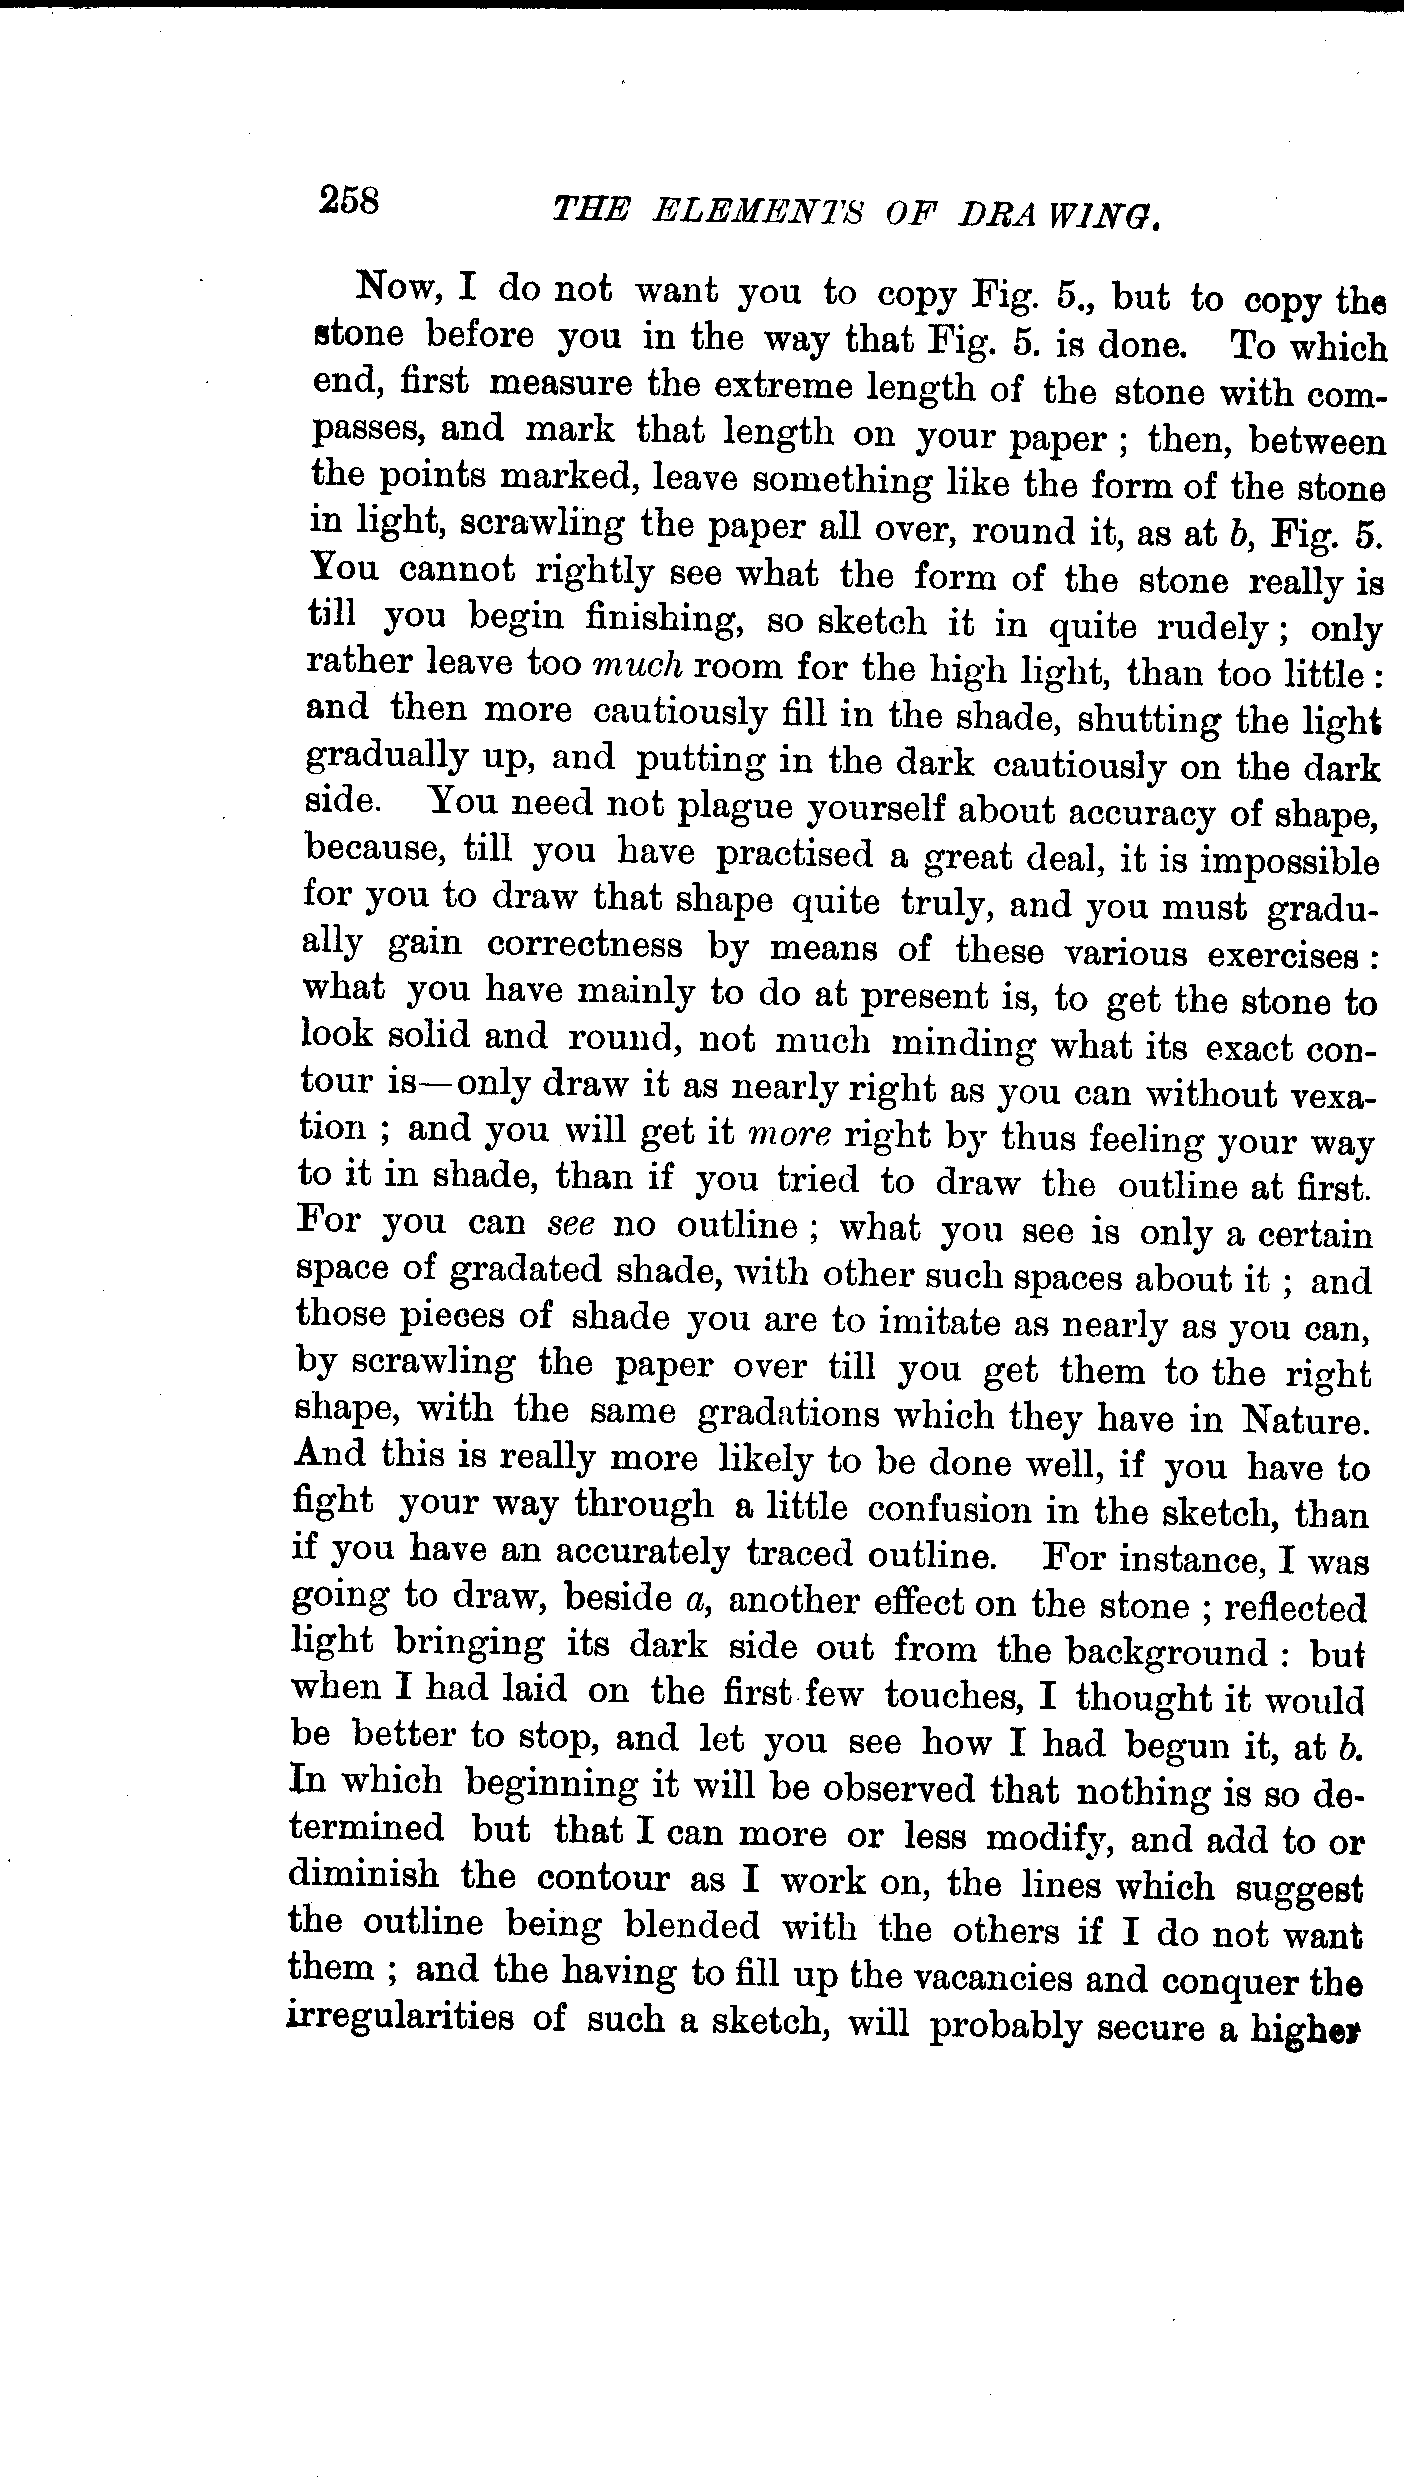 258 THE ELEMENTS OF DRAWING.
Now, I do not want you to copy Fig. 5., but to copy the
stone before you in the way that Fig. 5. is done. To which
end, first measure the extreme length of the stone with com-
passes, and mark that length on your paper ; then, between
the points marked, leave something like the form of the stone
in light, scrawling the paper all over, round it, as at b, Fig. 5.
You cannot rightly see what the form of the stone really is
till you begin finishing, so sketch it in quite rudely ; only
rather leave too much room for the high light, than too little :
and then more cautiously fill in the shade, shutting the light
gradually up, and putting in the dark cautiously on the dark
side. You need not plague yourself about accuracy of shape,
because, till you have practised a great deal, it is impossible
for you to draw that shape quite truly, and you must gradu-
ally gain correctness by means of these various exercises :
what you have mainly to do at present is, to get the stone to
look solid and round, not much minding what its exact con-
tour is—only draw it as nearly right as you can without vexa-
tion ; and you will get it more right by thus feeling your way
to it in shade, than if you tried to draw the outline at first.
For you can see no outline ; what you see is only a certain
space of gradated shade, with other such spaces about it ; and
those pieces of shade you are to imitate as nearly as you can,
by scrawling the paper over till you get them to the right
shape, with the same gradations which they have in Nature.
And this is really more likely to be done well, if you have to
fight your way through a little confusion in the sketch, than
if you have an accurately traced outline. For instance, I was
going to draw, beside a, another effect on the stone ; reflected
light bringing its dark side out from the background : but
when I had laid on the first few touches, I thought it would
be better to stop, and let you see how I had begun it, at b.
In which beginning it will be observed that nothing is so de-
termined but that I can more or less modify, and add to or
diminish the contour as I work on, the lines which suggest
the outline being blended with the others if I do not want
them ; and the having to fill up the vacancies and conquer the
irregularities of such a sketch, will probably secure a higher